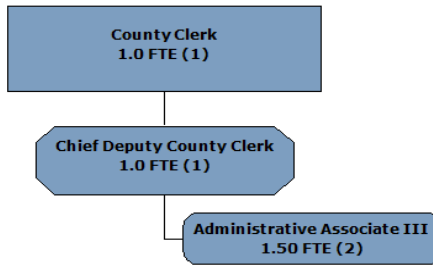 County Clerk
1.0 FTE (1)
Chief Deputy County Clerk
1.0 FTE (1)
Administrative Associate III
1.50 FTE (2)